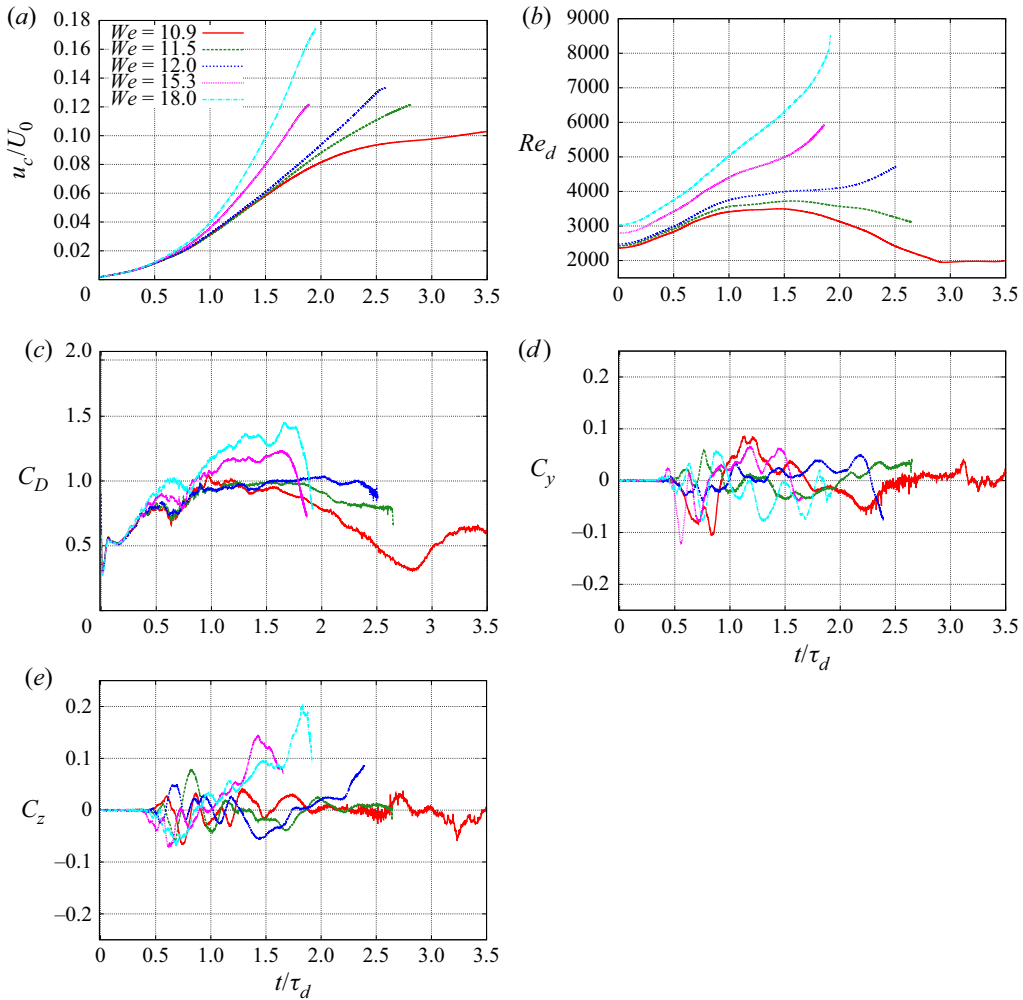 (a)
u_c/U_0
0.18
0.16
0.14
0.12
0.10
0.08
0.06
0.04
0.02
We = 10.9
We = 11.5
We = 12.0
We = 15.3
We = 18.0
0 0.5 1.0 1.5 2.0 2.5 3.0 3.5
(b)
Re_d
9000
8000
7000
6000
5000
4000
3000
2000
0 0.5 1.0 1.5 2.0 2.5 3.0 3.5
(c)
C_D
2.0
1.5
1.0
0.5
0 0.5 1.0 1.5 2 2.5 3.0 3.5
(d)
C_y
0.2
0.1
0
−0.1
−0.2
0 0.5 1.0 1.5 2.0 2.5 3.0 3.5
t/τ_d
(e)
C_z
0.2
0.1
0
−0.1
−0.2
0 0.5 1.0 1.5 2.0 2.5 3.0 3.5
t/τ_d